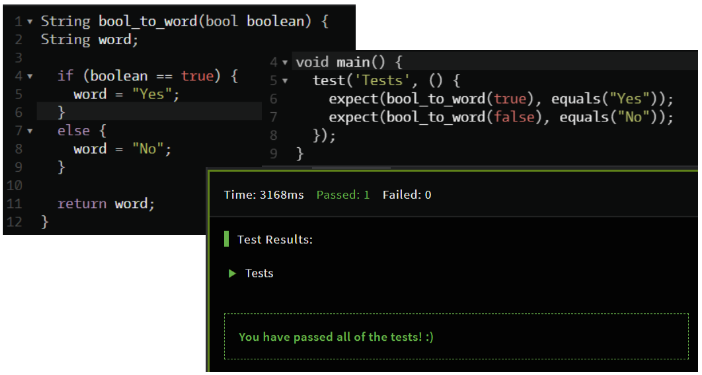 1 String bool_to_word(bool boolean) {
2 String word;
3
4 if (boolean == true) {
5 word = "Yes";
6 }
7 else {
8 word = "No";
9 }
10
11 return word;
12 }
4 void main() {
5 test('Tests', () {
6 expect(bool_to_word(true), equals("Yes"));
7 expect(bool_to_word(false), equals("No"));
8 });
9 }
Time: 3168ms Passed: 1 Failed: 0
Test Results:
Tests
You have passed all of the tests! :)